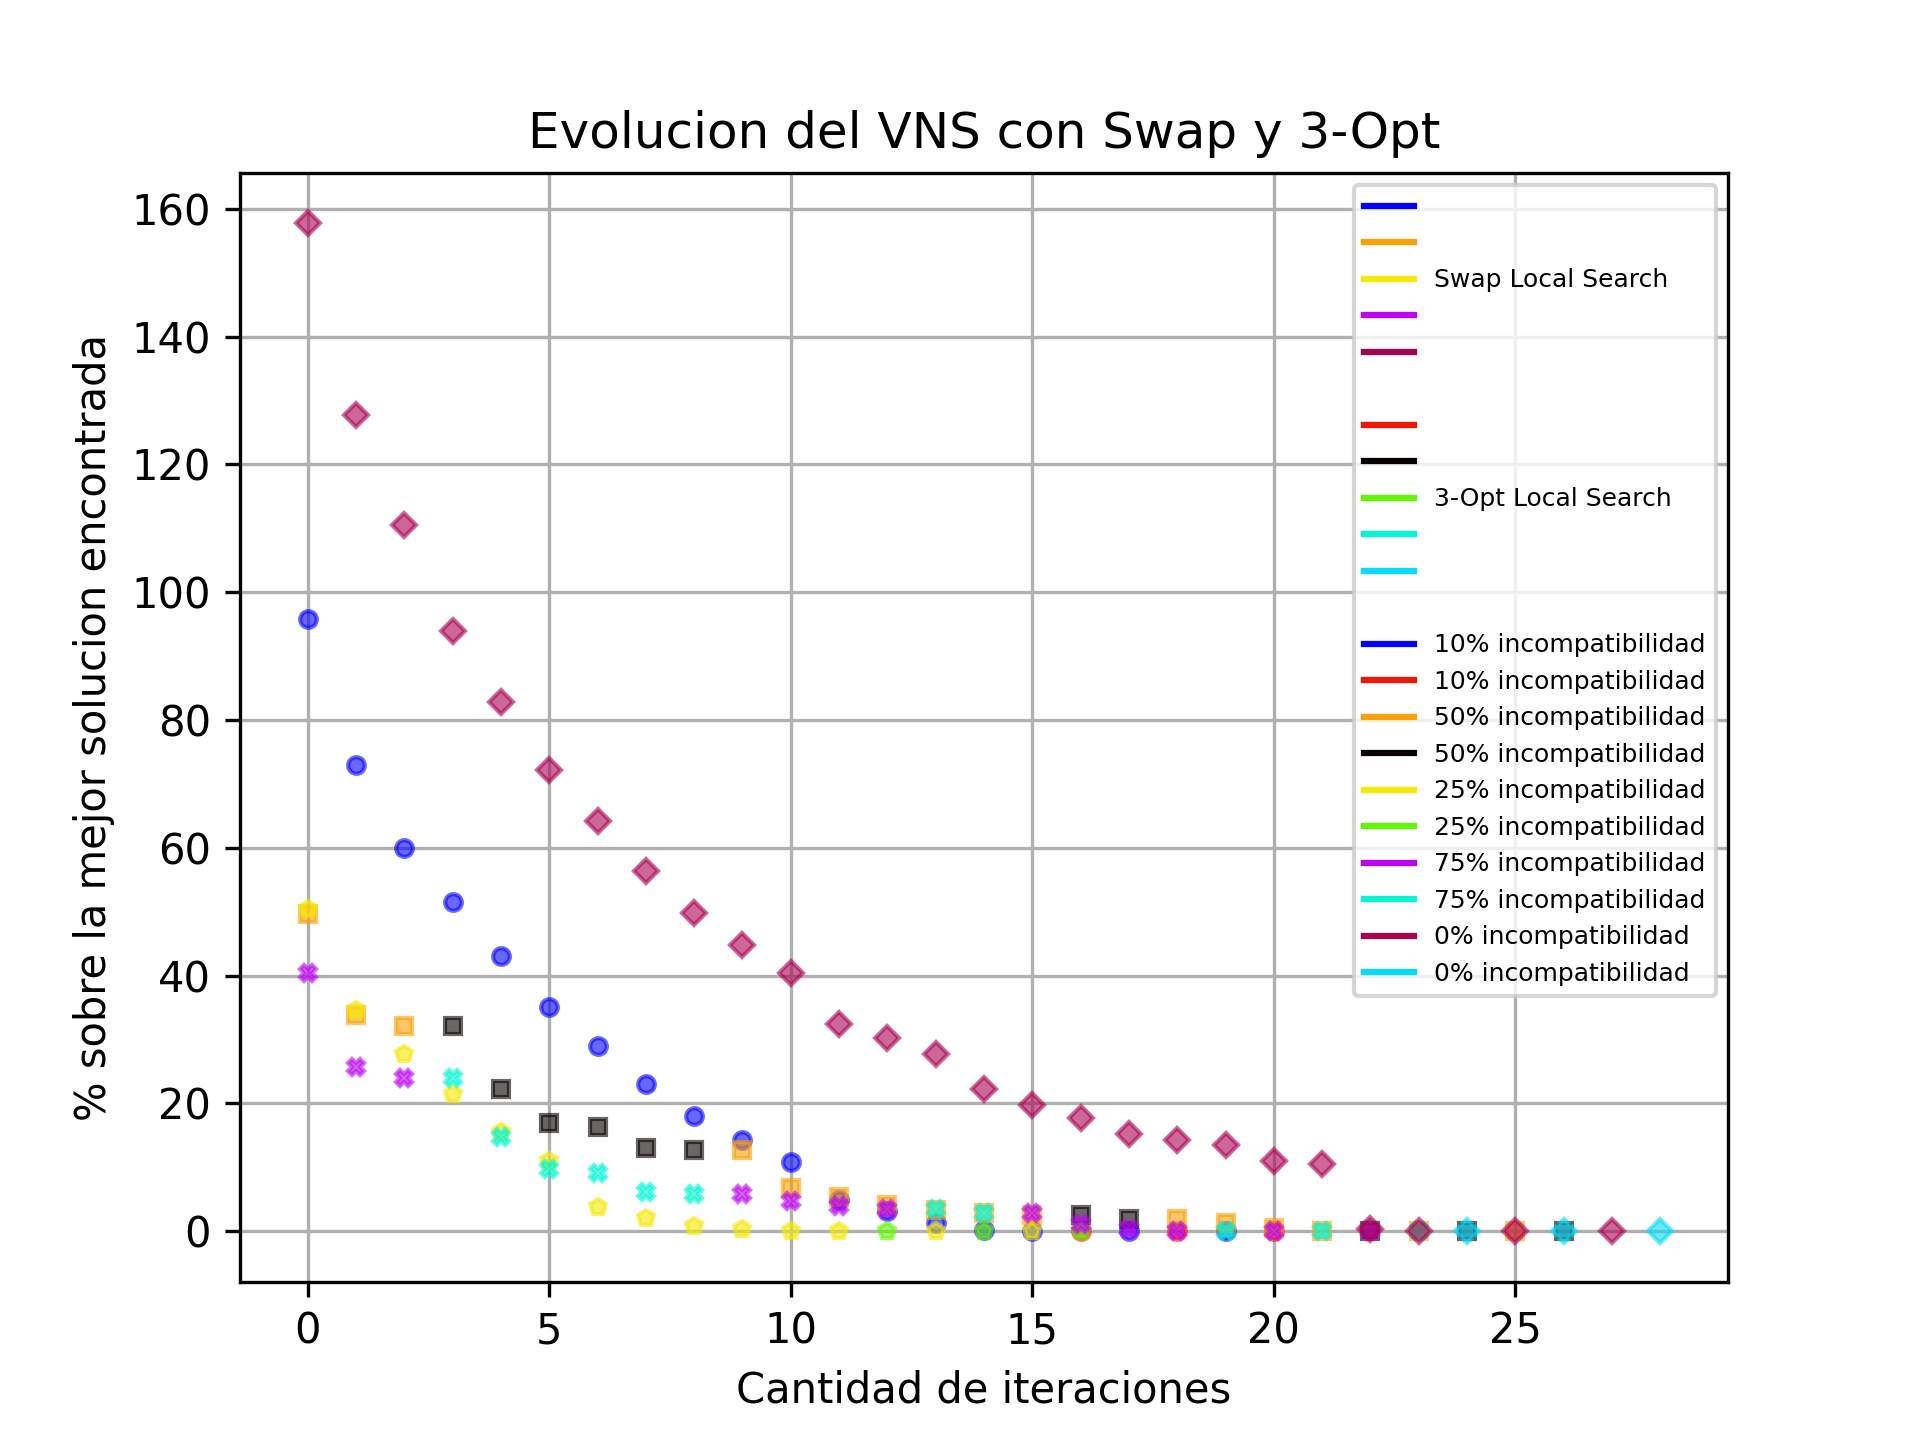 Evolucion del VNS con Swap y 3-Opt
% sobre la mejor solucion encontrada
160
140
120
100
80
60
40
20
0
Swap Local Search
3-Opt Local Search
10% incompatibilidad
10% incompatibilidad
50% incompatibilidad
50% incompatibilidad
25% incompatibilidad
25% incompatibilidad
75% incompatibilidad
75% incompatibilidad
0% incompatibilidad
0% incompatibilidad
0 5 10 15 20 25
Cantidad de iteraciones